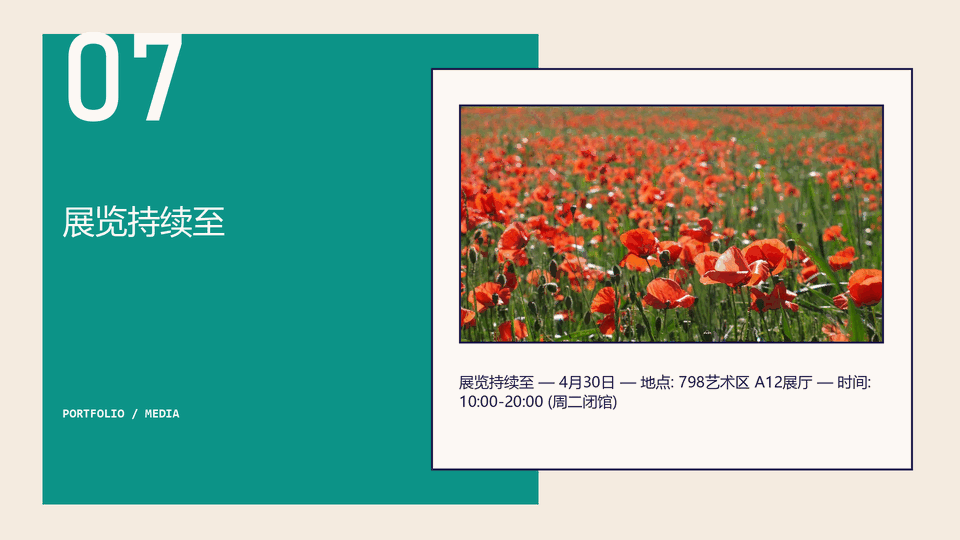 07
展览持续至
PORTFOLIO / MEDIA
展览持续至 — 4月30日 — 地点: 798艺术区 A12展厅 — 时间:
10:00-20:00 (周二闭馆)